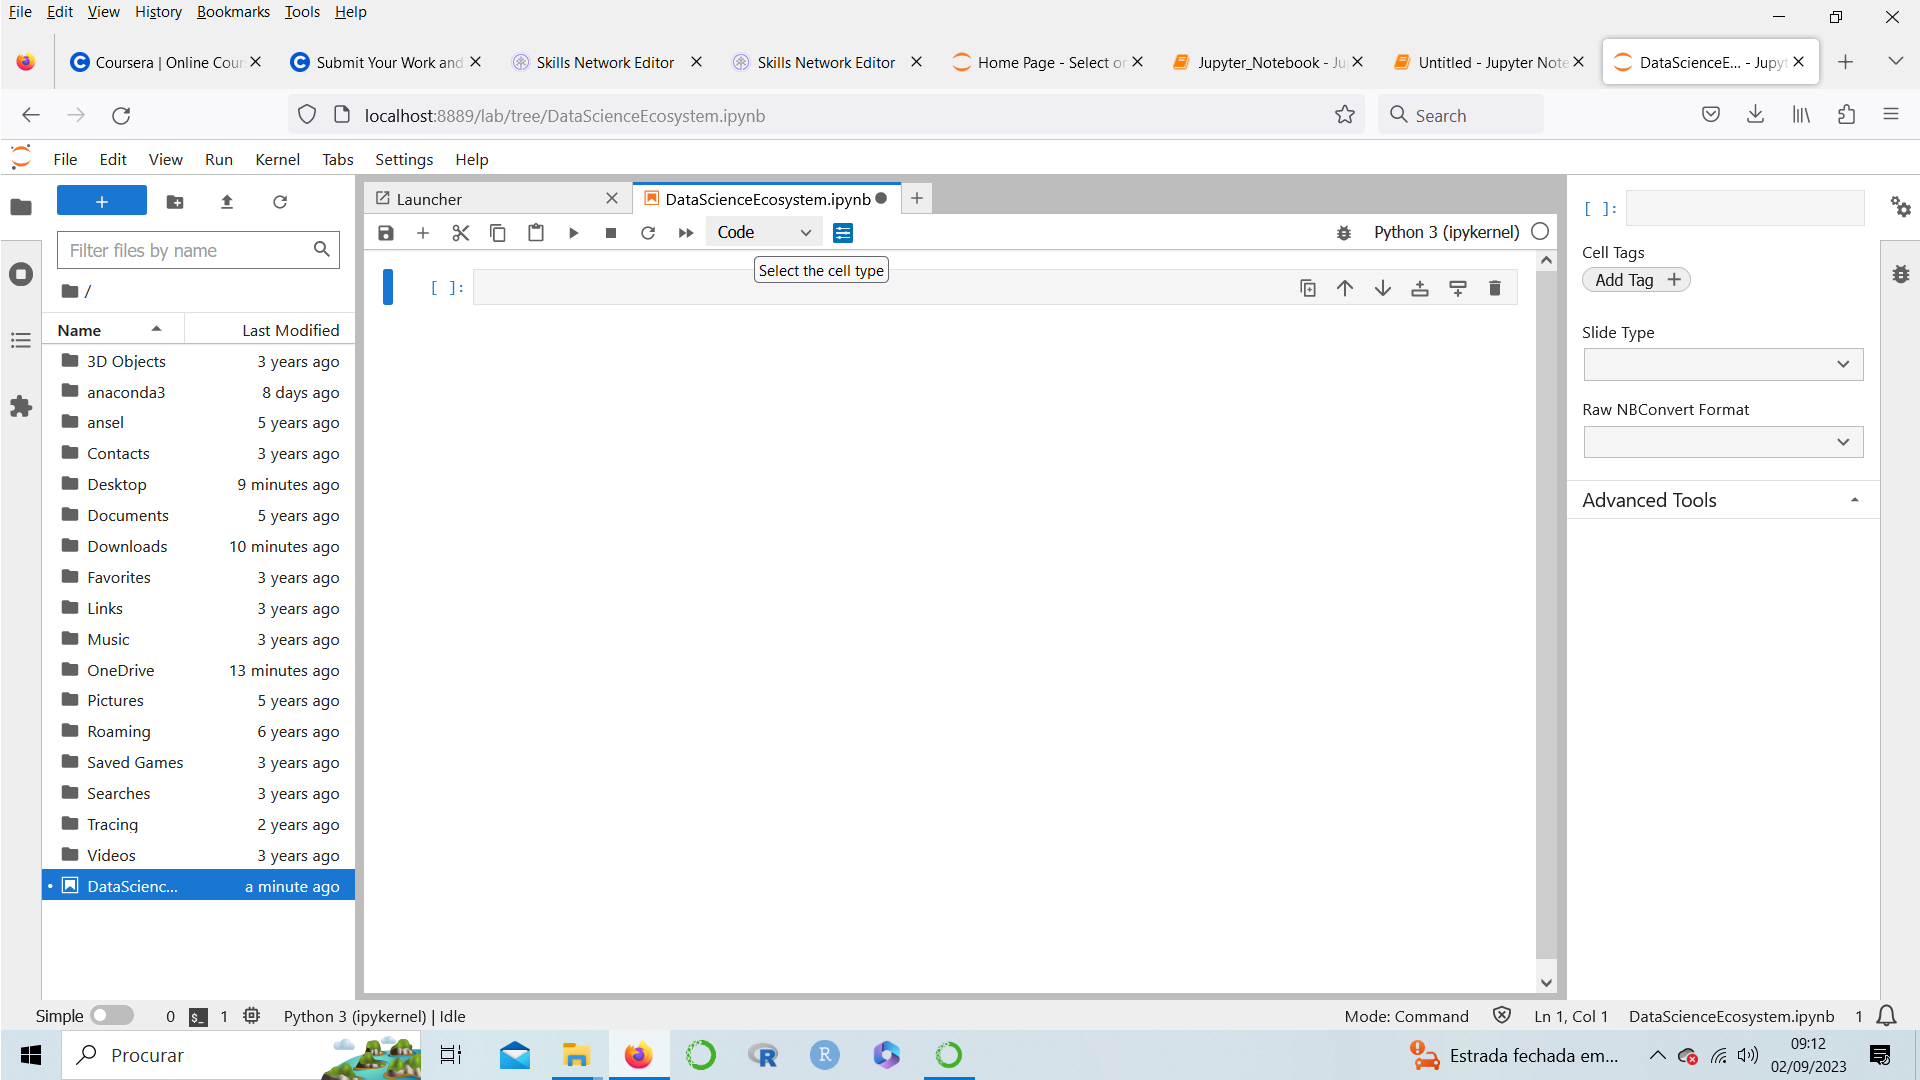 File Edit View History Bookmarks Tools Help
Coursera | Online Cour
Submit Your Work and
Skills Network Editor
Skills Network Editor
Home Page - Select or
Jupyter_Notebook - Ju
Untitled - Jupyter Note
DataScienceE... - Jupyt
localhost:8889/lab/tree/DataScienceEcosystem.ipynb
Search
File Edit View Run Kernel Tabs Settings Help
Launcher
DataScienceEcosystem.ipynb
Code
Python 3 (ipykernel)
Select the cell type
[ ]:
Filter files by name
/
Name Last Modified
3D Objects 3 years ago
anaconda3 8 days ago
ansel 5 years ago
Contacts 3 years ago
Desktop 9 minutes ago
Documents 5 years ago
Downloads 10 minutes ago
Favorites 3 years ago
Links 3 years ago
Music 3 years ago
OneDrive 13 minutes ago
Pictures 5 years ago
Roaming 6 years ago
Saved Games 3 years ago
Searches 3 years ago
Tracing 2 years ago
Videos 3 years ago
DataScienc... a minute ago
[ ]:
Cell Tags
Add Tag +
Slide Type
Raw NBConvert Format
Advanced Tools
Simple 0 $_ 1 Python 3 (ipykernel) | Idle
Mode: Command Ln 1, Col 1 DataScienceEcosystem.ipynb 1
Procurar
R
R
Estrada fechada em...
09:12
02/09/2023